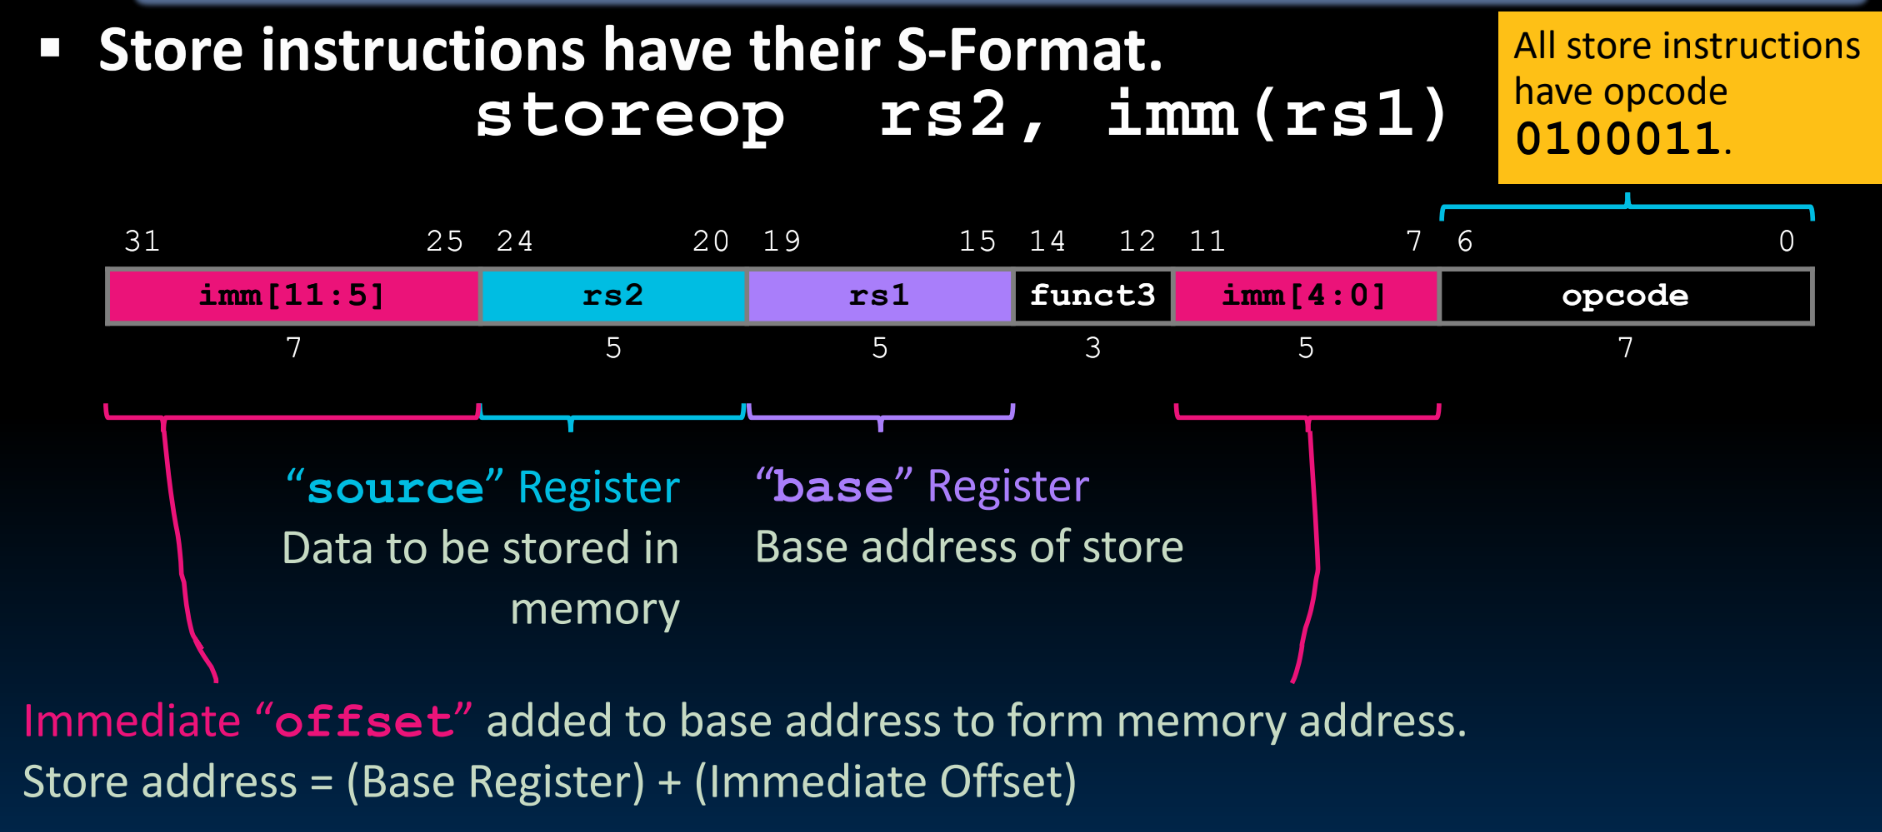 ▪ Store instructions have their S-Format.
storeop rs2, imm(rs1)
All store instructions
have opcode
0100011.
31 25 24 20 19 15 14 12 11 7 6 0
imm[11:5] rs2 rs1 funct3 imm[4:0] opcode
7 5 5 3 5 7
“source” Register
Data to be stored in
memory
“base” Register
Base address of store
Immediate “offset” added to base address to form memory address.
Store address = (Base Register) + (Immediate Offset)